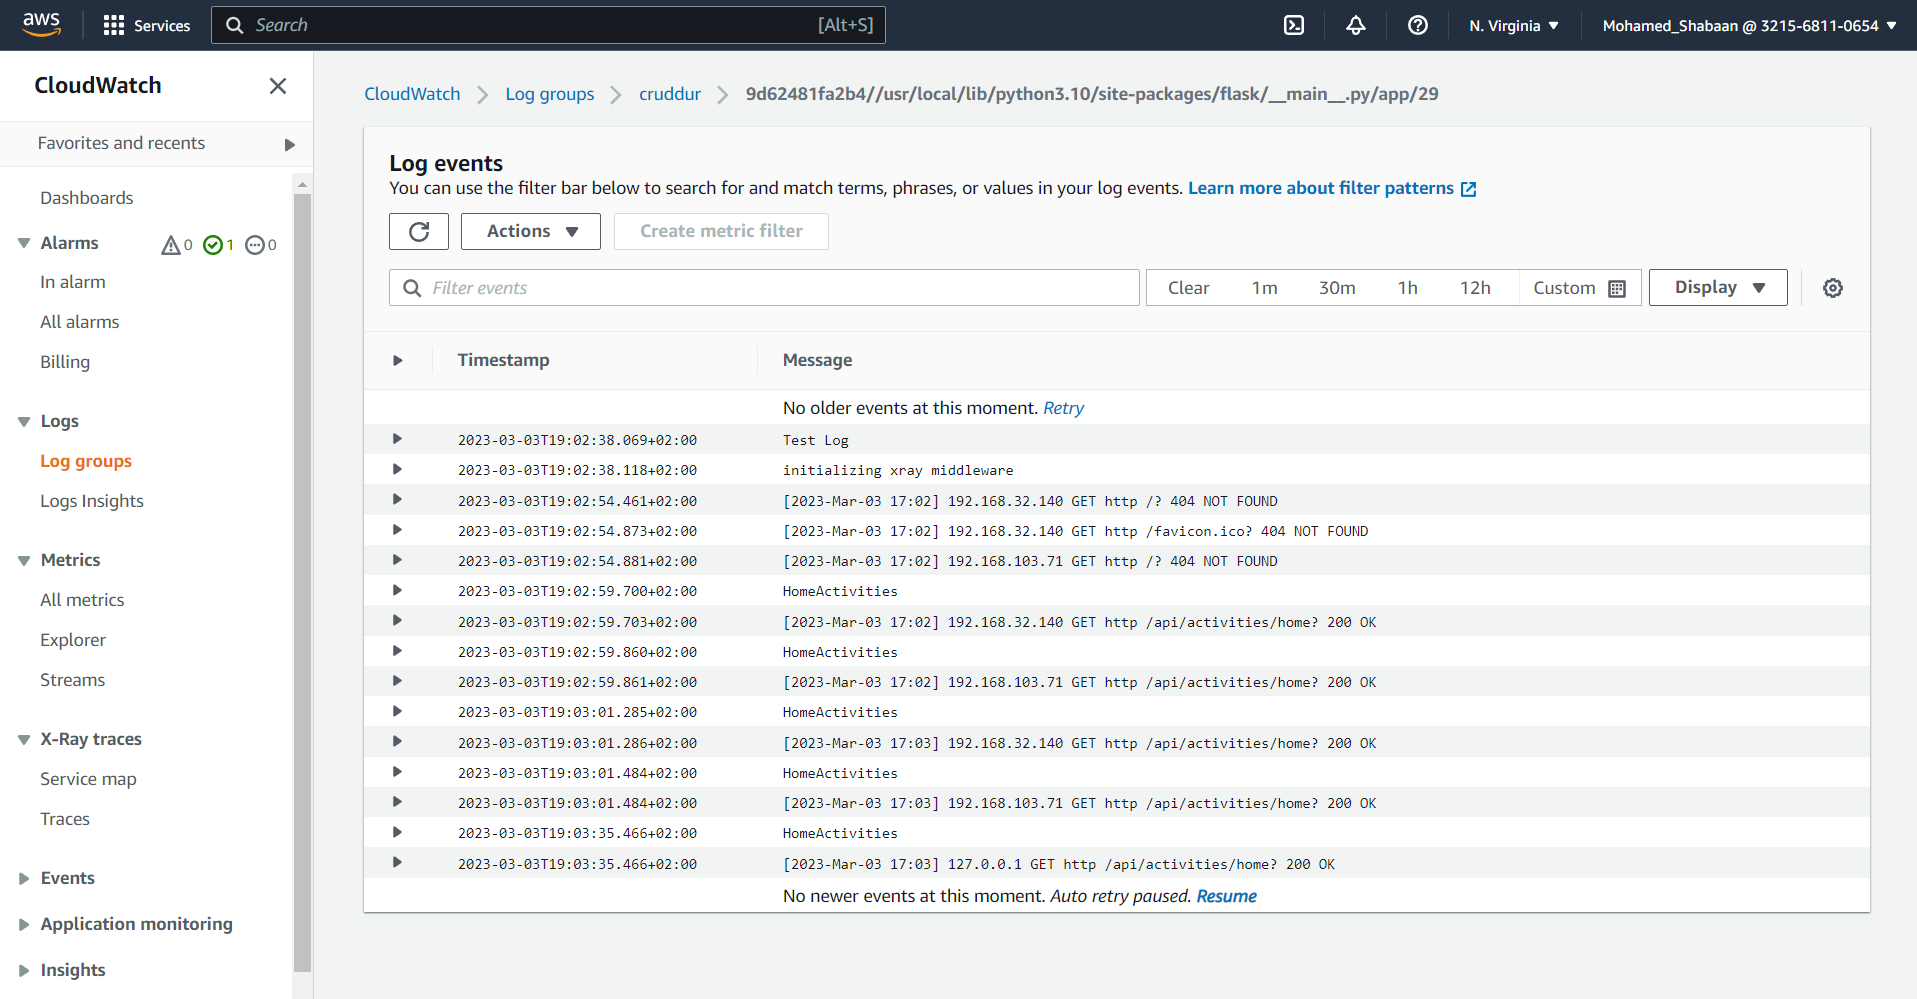 aws
Services
Search
[Alt+S]
N. Virginia
Mohamed_Shabaan @ 3215-6811-0654
CloudWatch
Favorites and recents
Dashboards
Alarms
0
1
0
In alarm
All alarms
Billing
Logs
Log groups
Logs Insights
Metrics
All metrics
Explorer
Streams
X-Ray traces
Service map
Traces
Events
Application monitoring
Insights
CloudWatch
Log groups
cruddur
9d62481fa2b4//usr/local/lib/python3.10/site-packages/flask/__main__.py/app/29
Log events
You can use the filter bar below to search for and match terms, phrases, or values in your log events. Learn more about filter patterns
Actions
Create metric filter
Filter events
Clear
1m
30m
1h
12h
Custom
Display
Timestamp Message
No older events at this moment. Retry
2023-03-03T19:02:38.069+02:00 Test Log
2023-03-03T19:02:38.118+02:00 initializing xray middleware
2023-03-03T19:02:54.461+02:00 [2023-Mar-03 17:02] 192.168.32.140 GET http /? 404 NOT FOUND
2023-03-03T19:02:54.873+02:00 [2023-Mar-03 17:02] 192.168.32.140 GET http /favicon.ico? 404 NOT FOUND
2023-03-03T19:02:54.881+02:00 [2023-Mar-03 17:02] 192.168.103.71 GET http /? 404 NOT FOUND
2023-03-03T19:02:59.700+02:00 HomeActivities
2023-03-03T19:02:59.703+02:00 [2023-Mar-03 17:02] 192.168.32.140 GET http /api/activities/home? 200 OK
2023-03-03T19:02:59.860+02:00 HomeActivities
2023-03-03T19:02:59.861+02:00 [2023-Mar-03 17:02] 192.168.103.71 GET http /api/activities/home? 200 OK
2023-03-03T19:03:01.285+02:00 HomeActivities
2023-03-03T19:03:01.286+02:00 [2023-Mar-03 17:03] 192.168.32.140 GET http /api/activities/home? 200 OK
2023-03-03T19:03:01.484+02:00 HomeActivities
2023-03-03T19:03:01.484+02:00 [2023-Mar-03 17:03] 192.168.103.71 GET http /api/activities/home? 200 OK
2023-03-03T19:03:35.466+02:00 HomeActivities
2023-03-03T19:03:35.466+02:00 [2023-Mar-03 17:03] 127.0.0.1 GET http /api/activities/home? 200 OK
No newer events at this moment. Auto retry paused. Resume